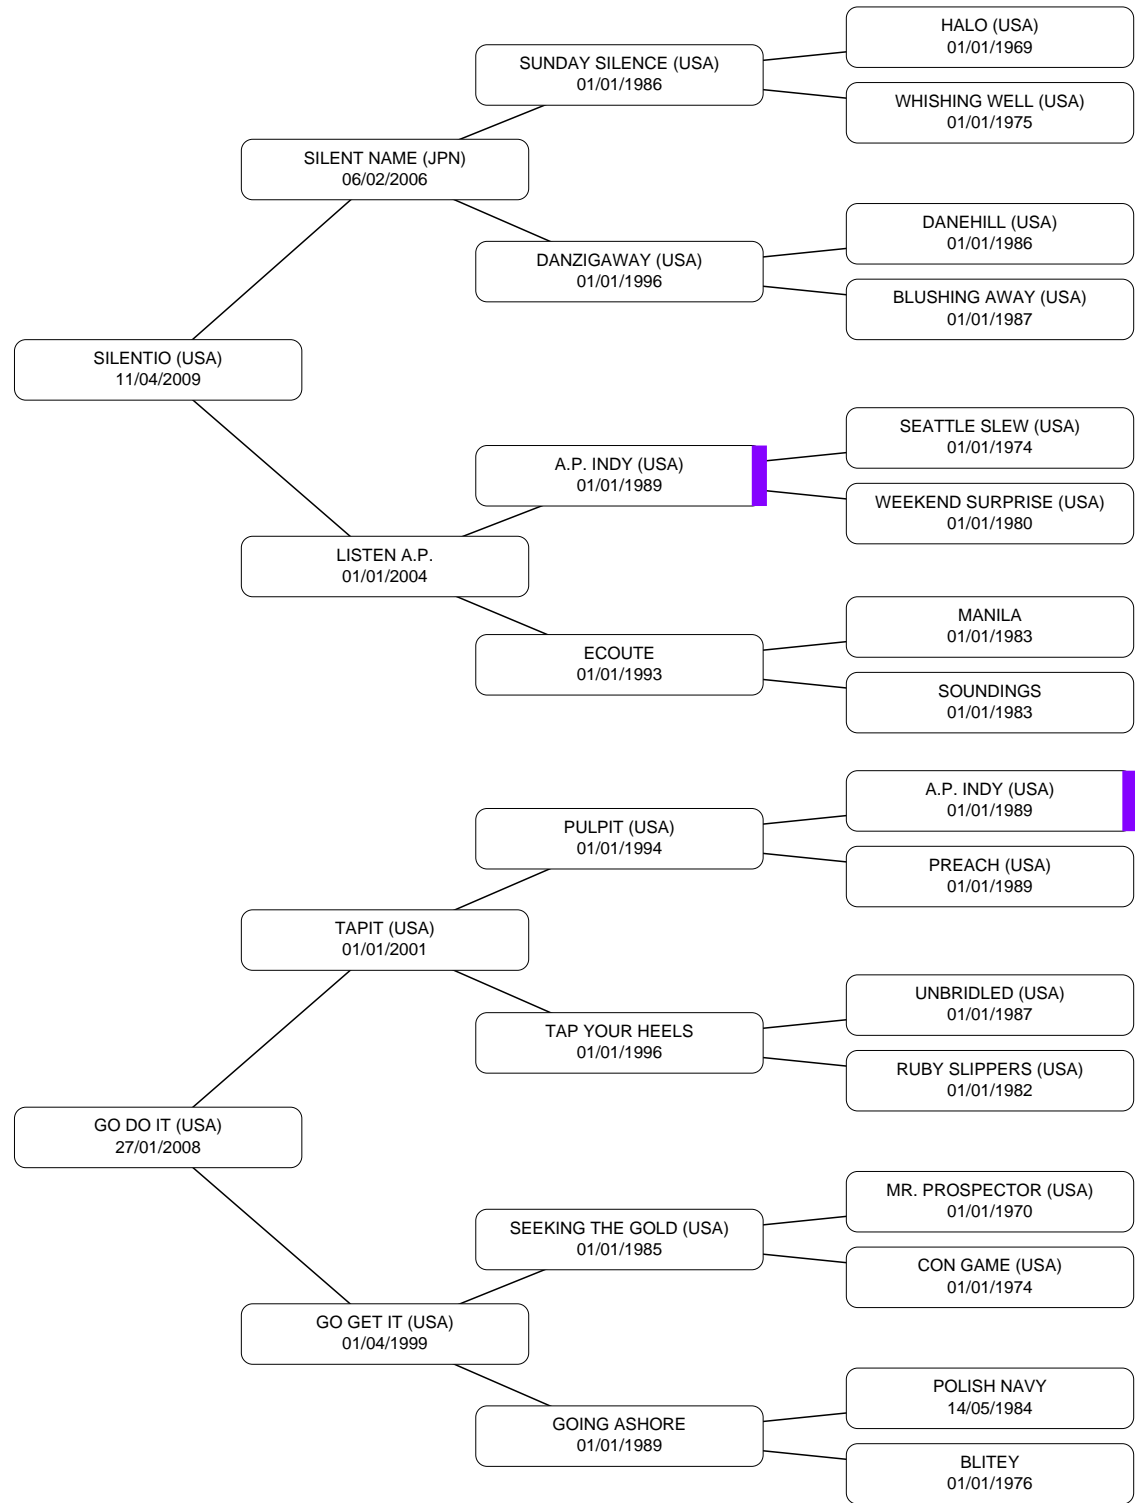 HALO (USA)
01/01/1969
SUNDAY SILENCE (USA)
01/01/1986
WHISHING WELL (USA)
01/01/1975
SILENT NAME (JPN)
06/02/2006
DANEHILL (USA)
01/01/1986
DANZIGAWAY (USA)
01/01/1996
BLUSHING AWAY (USA)
01/01/1987
SILENTIO (USA)
11/04/2009
SEATTLE SLEW (USA)
01/01/1974
A.P. INDY (USA)
01/01/1989
WEEKEND SURPRISE (USA)
01/01/1980
LISTEN A.P.
01/01/2004
MANILA
01/01/1983
ECOUTE
01/01/1993
SOUNDINGS
01/01/1983
A.P. INDY (USA)
01/01/1989
PULPIT (USA)
01/01/1994
PREACH (USA)
01/01/1989
TAPIT (USA)
01/01/2001
UNBRIDLED (USA)
01/01/1987
TAP YOUR HEELS
01/01/1996
RUBY SLIPPERS (USA)
01/01/1982
GO DO IT (USA)
27/01/2008
MR. PROSPECTOR (USA)
01/01/1970
SEEKING THE GOLD (USA)
01/01/1985
CON GAME (USA)
01/01/1974
GO GET IT (USA)
01/04/1999
POLISH NAVY
14/05/1984
GOING ASHORE
01/01/1989
BLITEY
01/01/1976